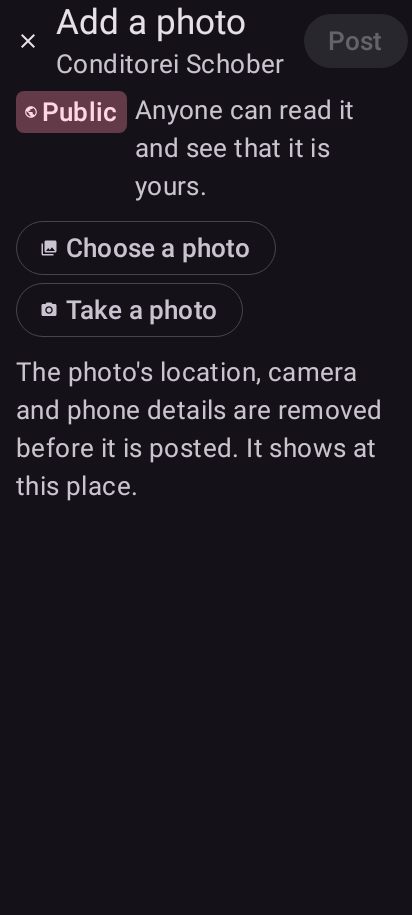 Add a photo
Conditorei Schober
Post
Public
Anyone can read it
and see that it is
yours.
Choose a photo
Take a photo
The photo's location, camera
and phone details are removed
before it is posted. It shows at
this place.